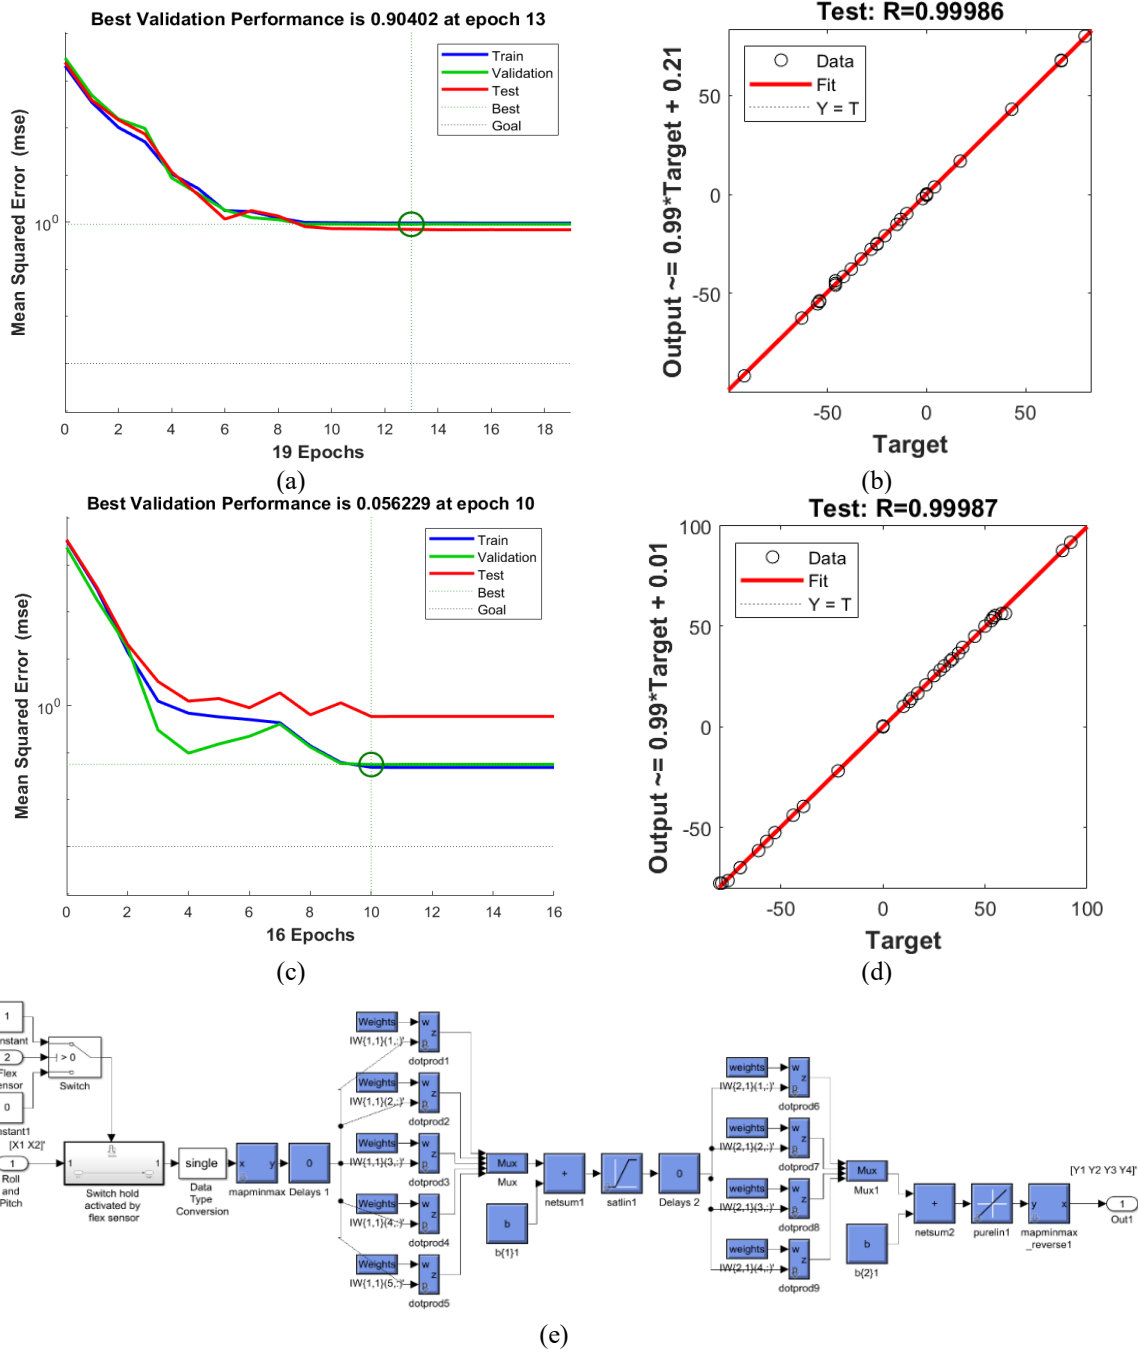 Best Validation Performance is 0.90402 at epoch 13
Mean Squared Error (mse)
10^0
Train
Validation
Test
Best
Goal
0 2 4 6 8 10 12 14 16 18
19 Epochs
(a)
Test: R=0.99986
Output ~= 0.99*Target + 0.21
Data
Fit
Y = T
50
0
-50
-50 0 50
Target
(b)
Best Validation Performance is 0.056229 at epoch 10
Mean Squared Error (mse)
10^0
Train
Validation
Test
Best
Goal
0 2 4 6 8 10 12 14 16
16 Epochs
(c)
Test: R=0.99987
Output ~= 0.99*Target + 0.01
Data
Fit
Y = T
100
50
0
-50
-50 0 50 100
Target
(d)
1
nstant
2
Flex
ensor
0
nstant1
> 0
Switch
[X1 X2]'
1
Roll
and
Pitch
1 1
Switch hold
activated by
flex sensor
single
Data
Type
Conversion
x y
mapminmax
0
Delays 1
Weights
IW{1,1}(1,:)'
w
z
p
dotprod1
Weights
IW{1,1}(2,:)'
w
z
p
dotprod2
Weights
IW{1,1}(3,:)'
w
z
p
dotprod3
Weights
IW{1,1}(4,:)'
w
z
p
dotprod4
Weights
IW{1,1}(5,:)'
w
z
p
dotprod5
Mux
Mux
b
b{1}1
+
netsum1
satlin1
0
Delays 2
weights
IW{2,1}(1,:)'
w
z
p
dotprod6
weights
IW{2,1}(2,:)'
w
z
p
dotprod7
weights
IW{2,1}(3,:)'
w
z
p
dotprod8
weights
IW{2,1}(4,:)'
w
z
p
dotprod9
Mux
Mux1
b
b{2}1
+
netsum2
purelin1
y x
mapminmax
_reverse1
[Y1 Y2 Y3 Y4]'
1
Out1
(e)